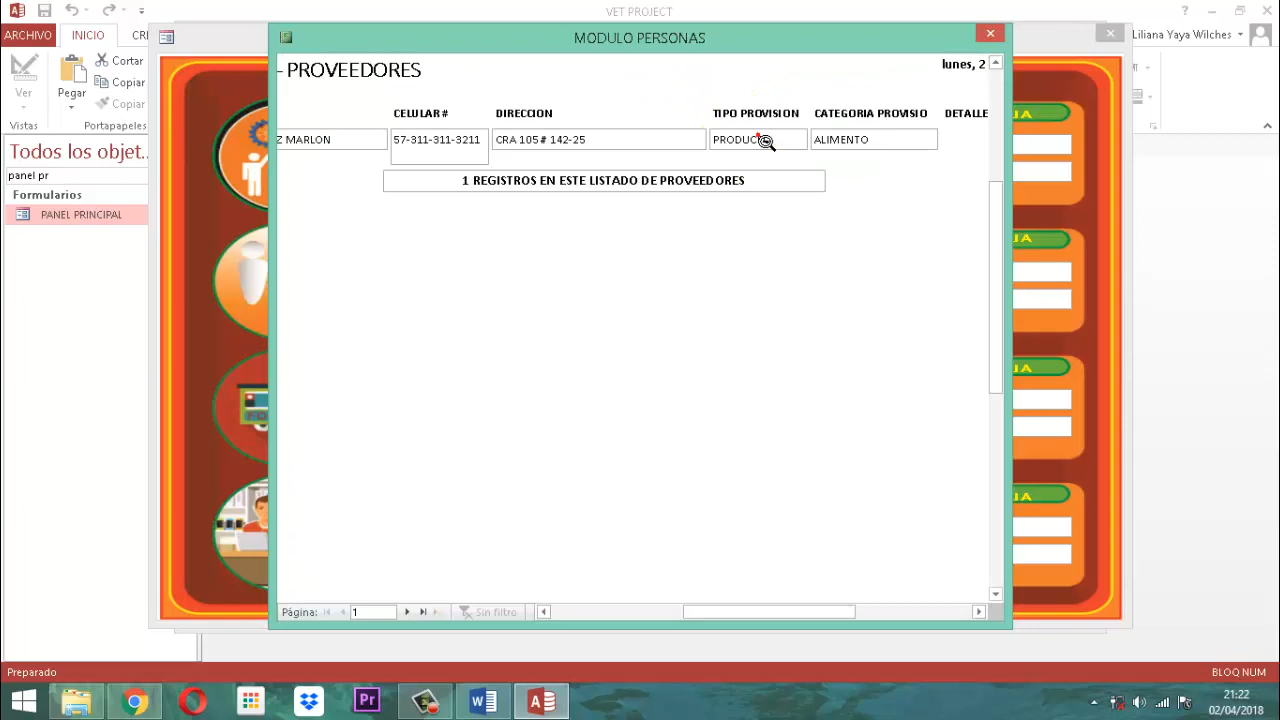 VET PROJECT
ARCHIVO
INICIO
Liliana Yaya Wilches
Ver
Pegar
Cortar
Copiar
Copiar
Vistas
Portapapeles
Todos los objet...
panel pr
Formularios
PANEL PRINCIPAL
MODULO PERSONAS
- PROVEEDORES
lunes, 2
CELULAR # DIRECCION TIPO PROVISION CATEGORIA PROVISIO DETALLE
Z MARLON 57-311-311-3211 CRA 105 # 142-25 ALIMENTO
1 REGISTROS EN ESTE LISTADO DE PROVEEDORES
Página: 1 Sin filtro
Preparado
BLOQ NUM
Pr
21:22
02/04/2018